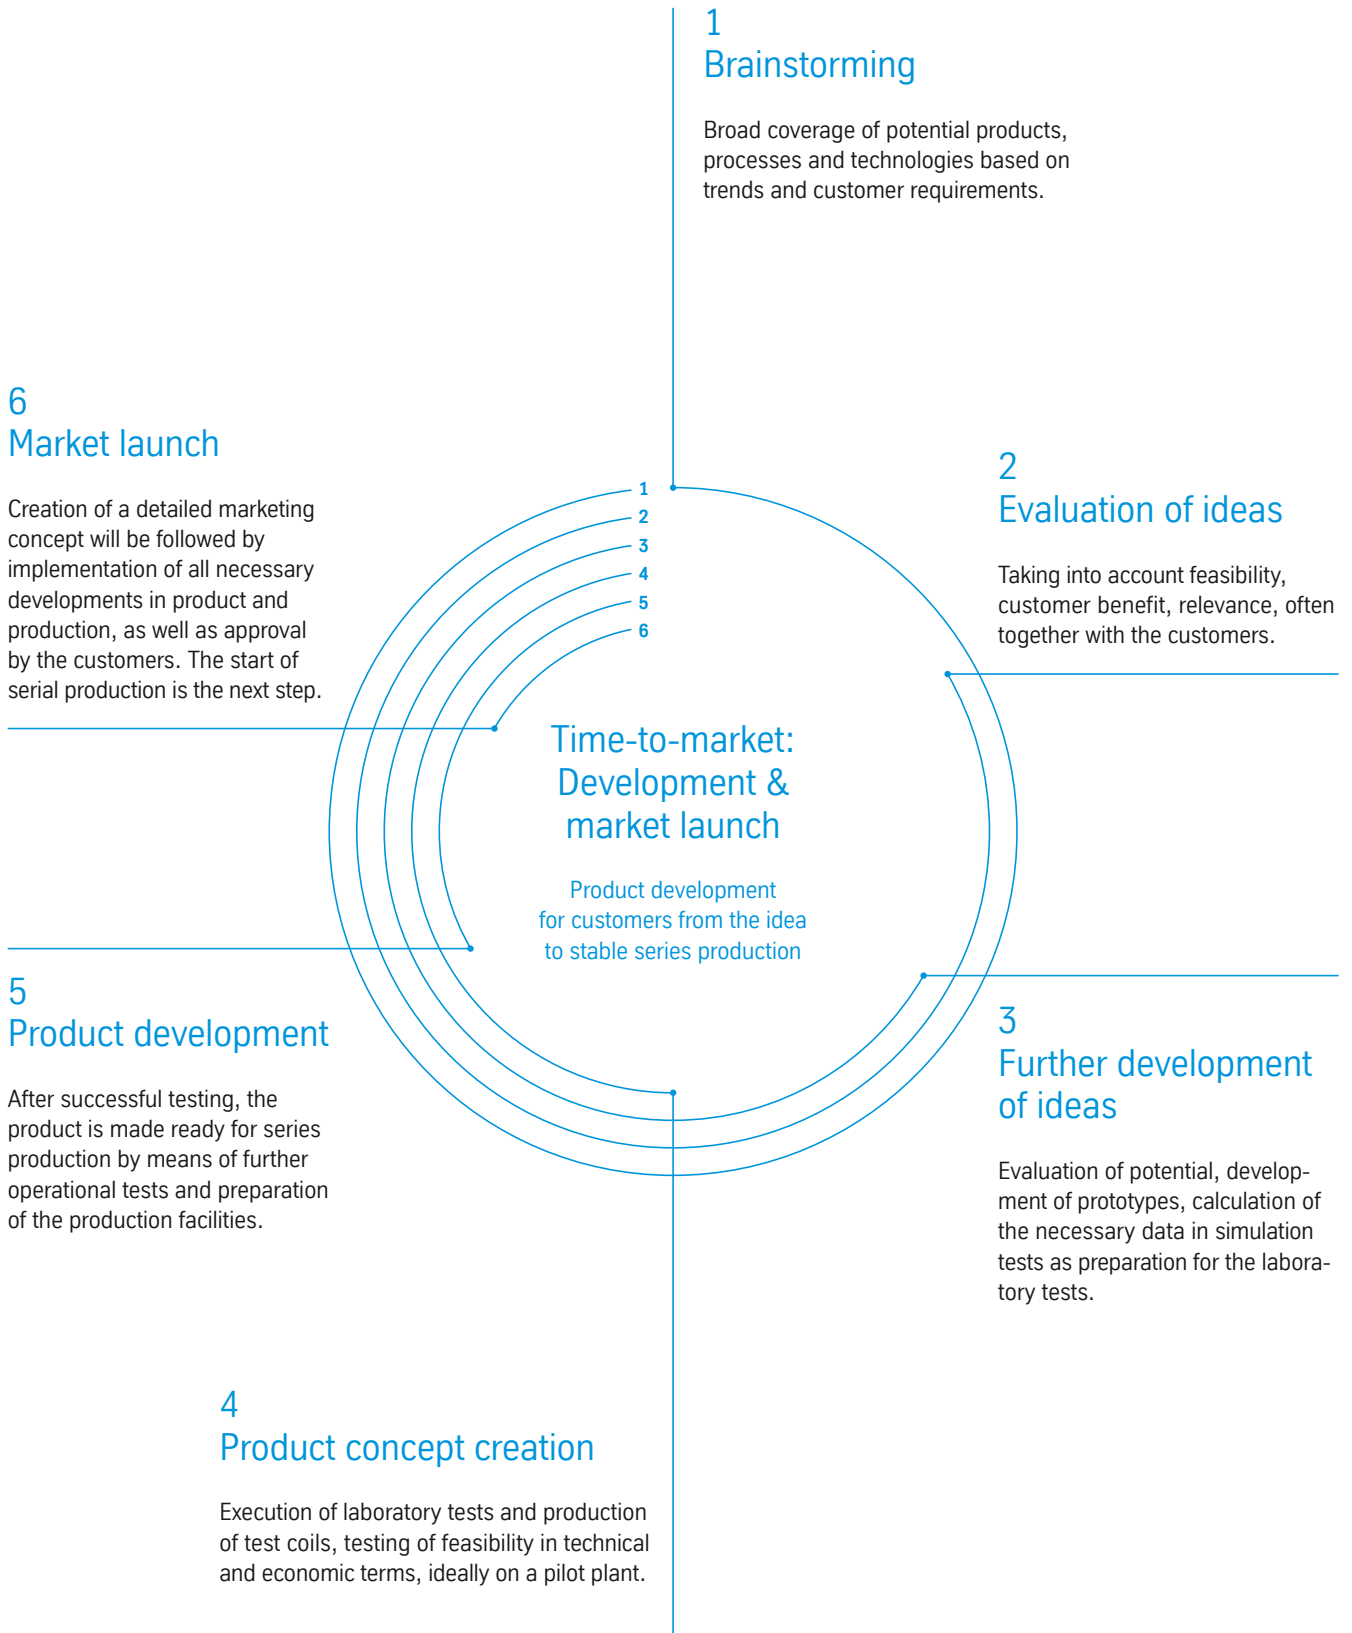 1
Brainstorming
Broad coverage of potential products,
processes and technologies based on
trends and customer requirements.
6
Market launch
Creation of a detailed marketing
concept will be followed by
implementation of all necessary
developments in product and
production, as well as approval
by the customers. The start of
serial production is the next step.
2
Evaluation of ideas
Taking into account feasibility,
customer benefit, relevance, often
together with the customers.
1
2
3
4
5
6
Time-to-market:
Development &
market launch
Product development
for customers from the idea
to stable series production
5
Product development
After successful testing, the
product is made ready for series
production by means of further
operational tests and preparation
of the production facilities.
3
Further development
of ideas
Evaluation of potential, develop-
ment of prototypes, calculation of
the necessary data in simulation
tests as preparation for the labora-
tory tests.
4
Product concept creation
Execution of laboratory tests and production
of test coils, testing of feasibility in technical
and economic terms, ideally on a pilot plant.